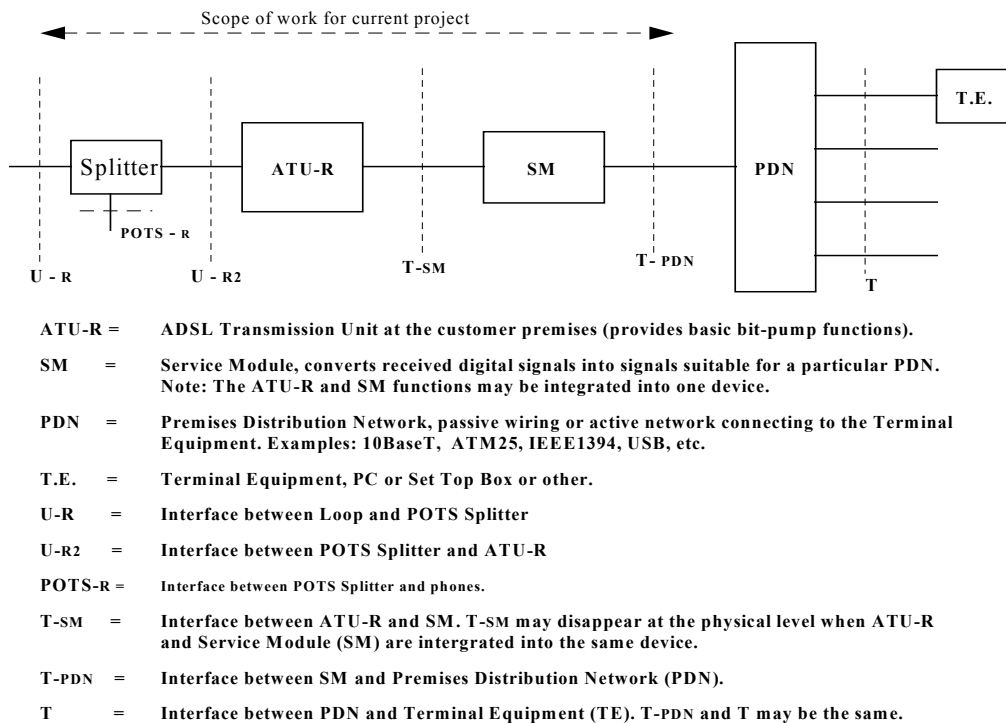 Scope of work for current project
T.E.
Splitter
ATU-R
SM
PDN
POTS - R
U - R
U - R2
T-SM
T- PDN
T
ATU-R = ADSL Transmission Unit at the customer premises (provides basic bit-pump functions).
SM = Service Module, converts received digital signals into signals suitable for a particular PDN.
Note: The ATU-R and SM functions may be integrated into one device.
PDN = Premises Distribution Network, passive wiring or active network connecting to the Terminal
Equipment. Examples: 10BaseT, ATM25, IEEE1394, USB, etc.
T.E. = Terminal Equipment, PC or Set Top Box or other.
U-R = Interface between Loop and POTS Splitter
U-R2 = Interface between POTS Splitter and ATU-R
POTS-R = Interface between POTS Splitter and phones.
T-SM = Interface between ATU-R and SM. T-SM may disappear at the physical level when ATU-R
and Service Module (SM) are intergrated into the same device.
T-PDN = Interface between SM and Premises Distribution Network (PDN).
T = Interface between PDN and Terminal Equipment (TE). T-PDN and T may be the same.